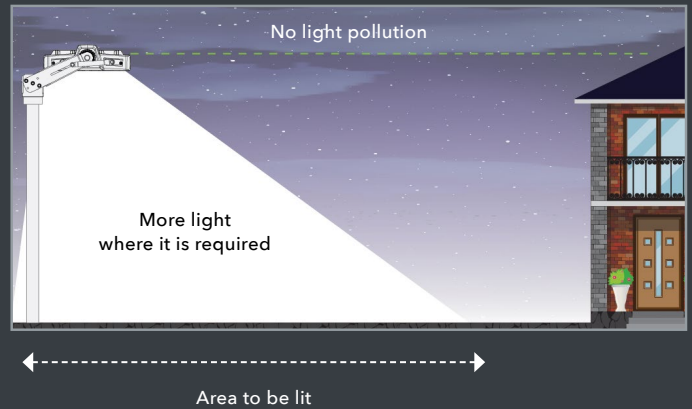 No light pollution
More light
where it is required
Area to be lit